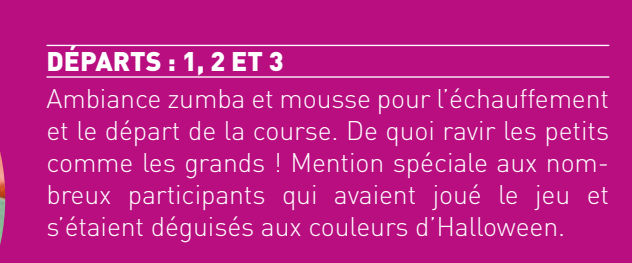 DÉPARTS : 1, 2 ET 3
Ambiance zumba et mousse pour l’échauffement
et le départ de la course. De quoi ravir les petits
comme les grands ! Mention spéciale aux nom-
breux participants qui avaient joué le jeu et
s’étaient déguisés aux couleurs d’Halloween.